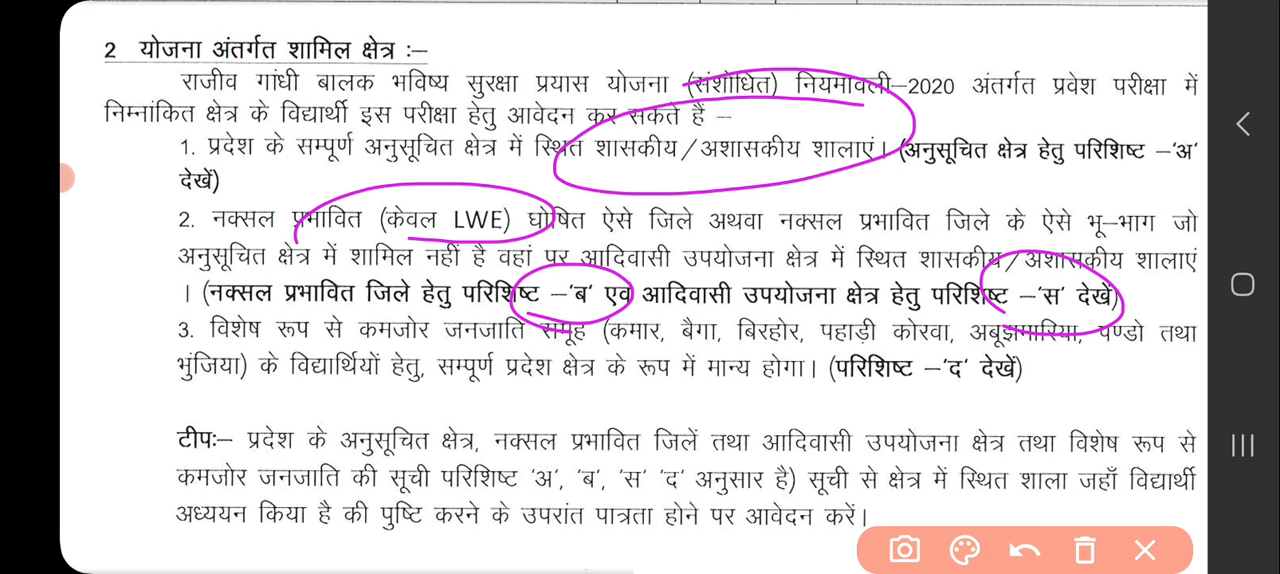 2 योजना अंतर्गत शामिल क्षेत्र :–
राजीव गांधी बालक भविष्य सुरक्षा प्रयास योजना (संशोधित) नियमावली–2020 अंतर्गत प्रवेश परीक्षा में
निम्नांकित क्षेत्र के विद्यार्थी इस परीक्षा हेतु आवेदन कर सकते हैं –
1. प्रदेश के सम्पूर्ण अनुसूचित क्षेत्र में स्थित शासकीय/अशासकीय शालाएं। (अनुसूचित क्षेत्र हेतु परिशिष्ट –'अ'
देखें)
2. नक्सल प्रभावित (केवल LWE) घोषित ऐसे जिले अथवा नक्सल प्रभावित जिले के ऐसे भू–भाग जो
अनुसूचित क्षेत्र में शामिल नहीं है वहां पर आदिवासी उपयोजना क्षेत्र में स्थित शासकीय/अशासकीय शालाएं
। (नक्सल प्रभावित जिले हेतु परिशिष्ट –'ब' एवं आदिवासी उपयोजना क्षेत्र हेतु परिशिष्ट –'स' देखें)
3. विशेष रूप से कमजोर जनजाति समूह (कमार, बैगा, बिरहोर, पहाड़ी कोरवा, अबूझमारिया, पण्डो तथा
भुंजिया) के विद्यार्थियों हेतु, सम्पूर्ण प्रदेश क्षेत्र के रूप में मान्य होगा। (परिशिष्ट –'द' देखें)
टीपः– प्रदेश के अनुसूचित क्षेत्र, नक्सल प्रभावित जिलें तथा आदिवासी उपयोजना क्षेत्र तथा विशेष रूप से
कमजोर जनजाति की सूची परिशिष्ट 'अ', 'ब', 'स' 'द' अनुसार है) सूची से क्षेत्र में स्थित शाला जहाँ विद्यार्थी
अध्ययन किया है की पुष्टि करने के उपरांत पात्रता होने पर आवेदन करें।